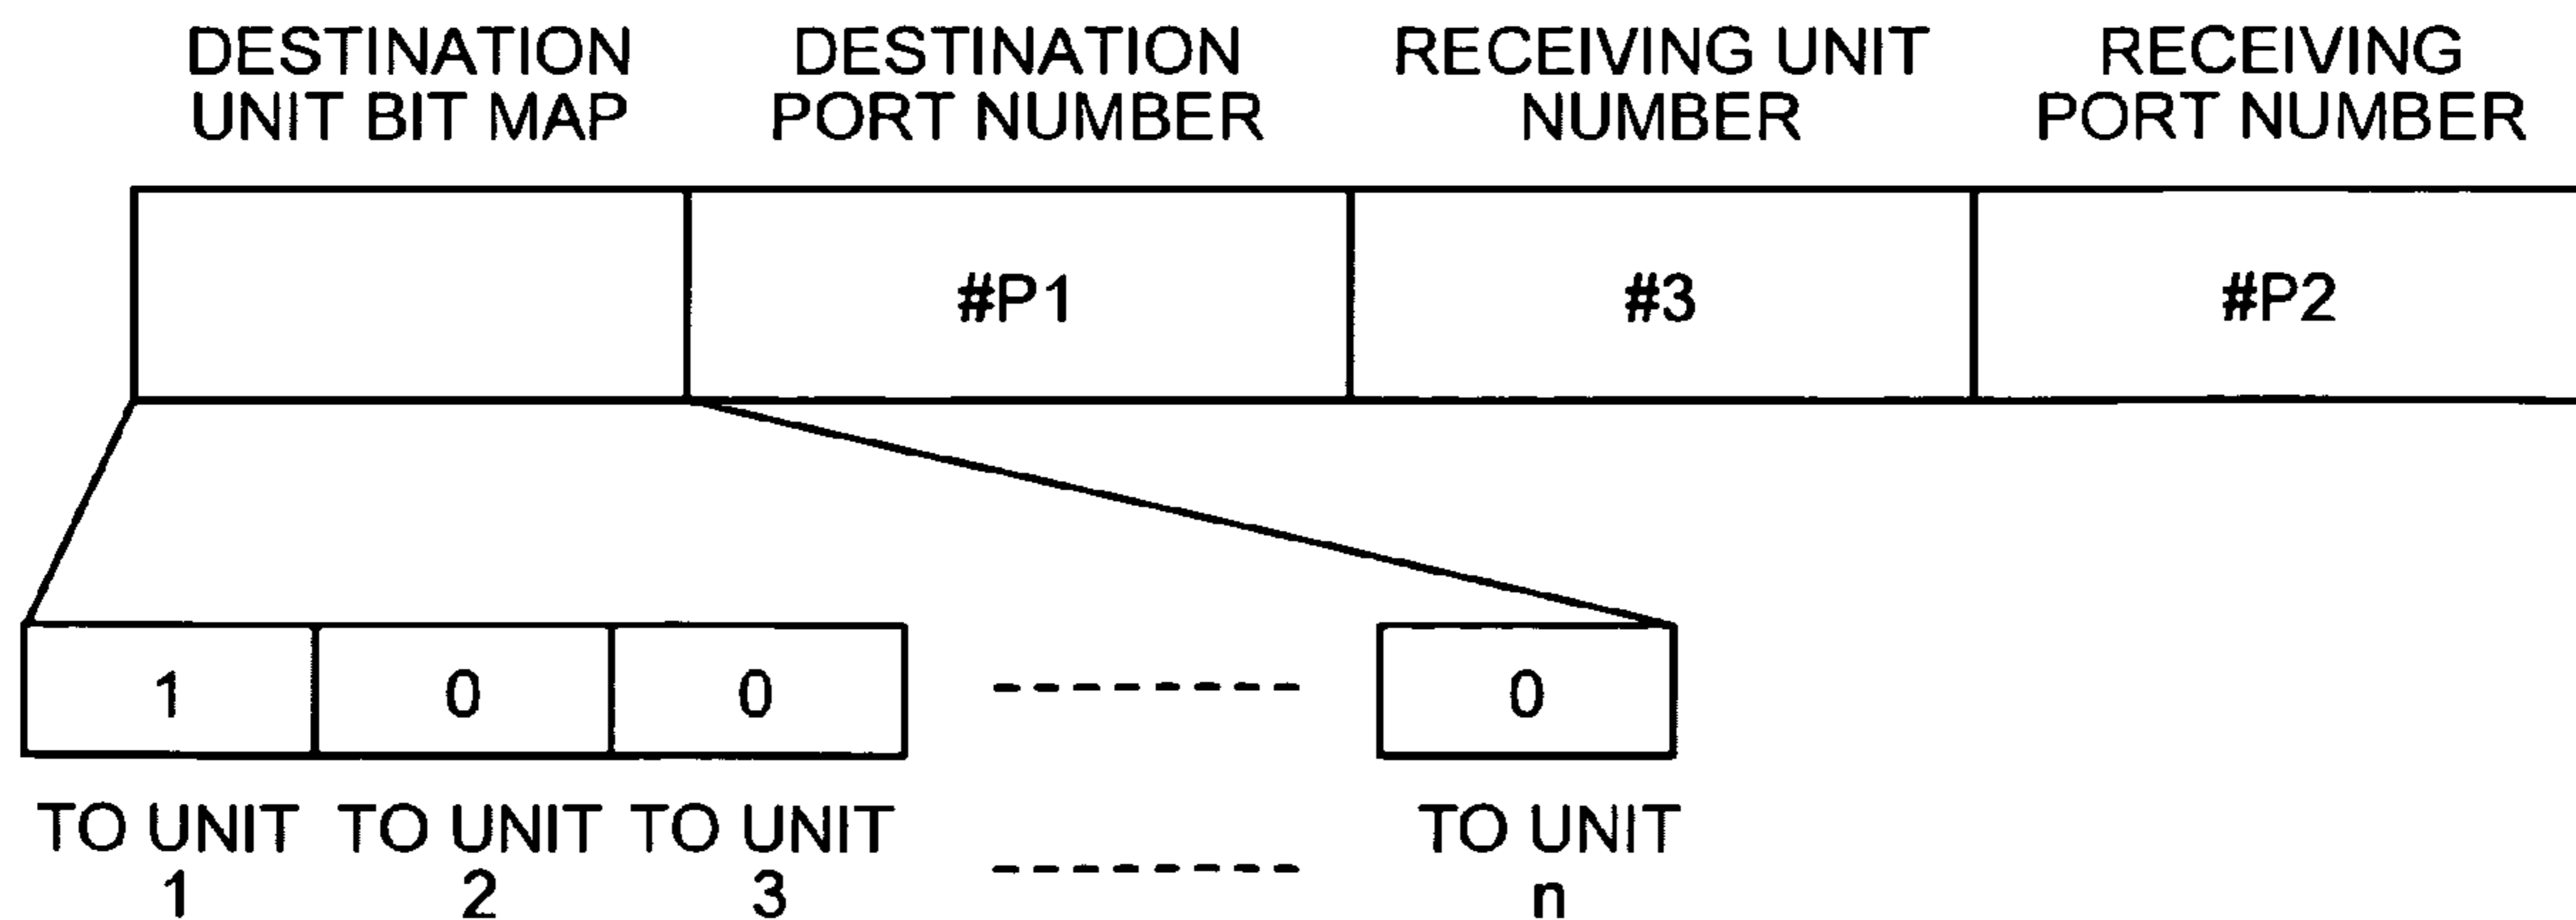 DESTINATION UNIT BIT MAP
DESTINATION PORT NUMBER
RECEIVING UNIT NUMBER
RECEIVING PORT NUMBER
#P1
#3
#P2
1
0
0
0
TO UNIT 1
TO UNIT 2
TO UNIT 3
TO UNIT n